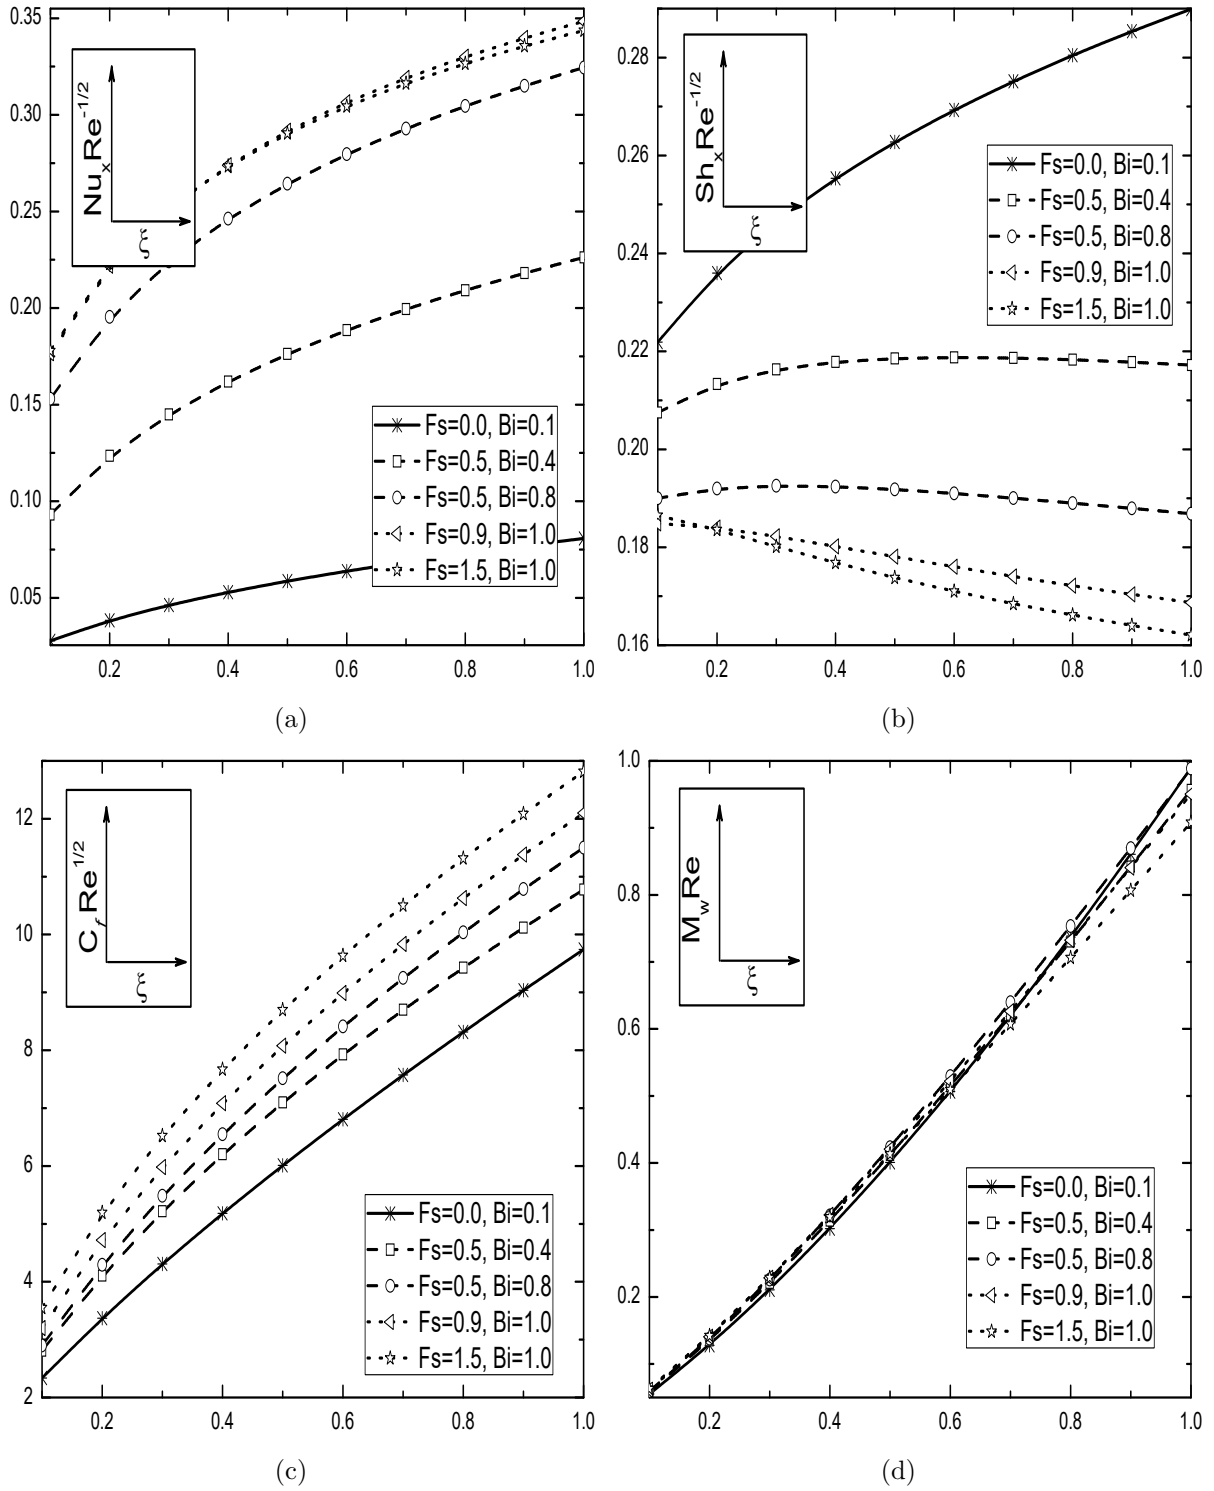 0.35
0.30
0.25
0.20
0.15
0.10
0.05
Nu_xRe^{-1/2}
ξ
Fs=0.0, Bi=0.1
Fs=0.5, Bi=0.4
Fs=0.5, Bi=0.8
Fs=0.9, Bi=1.0
Fs=1.5, Bi=1.0
0.2 0.4 0.6 0.8 1.0
(a)
0.28
0.26
0.24
0.22
0.20
0.18
0.16
Sh_xRe^{-1/2}
ξ
Fs=0.0, Bi=0.1
Fs=0.5, Bi=0.4
Fs=0.5, Bi=0.8
Fs=0.9, Bi=1.0
Fs=1.5, Bi=1.0
0.2 0.4 0.6 0.8 1.0
(b)
12
10
8
6
4
2
C_fRe^{1/2}
ξ
Fs=0.0, Bi=0.1
Fs=0.5, Bi=0.4
Fs=0.5, Bi=0.8
Fs=0.9, Bi=1.0
Fs=1.5, Bi=1.0
0.2 0.4 0.6 0.8 1.0
(c)
1.0
0.8
0.6
0.4
0.2
M_wRe
ξ
Fs=0.0, Bi=0.1
Fs=0.5, Bi=0.4
Fs=0.5, Bi=0.8
Fs=0.9, Bi=1.0
Fs=1.5, Bi=1.0
0.2 0.4 0.6 0.8 1.0
(d)